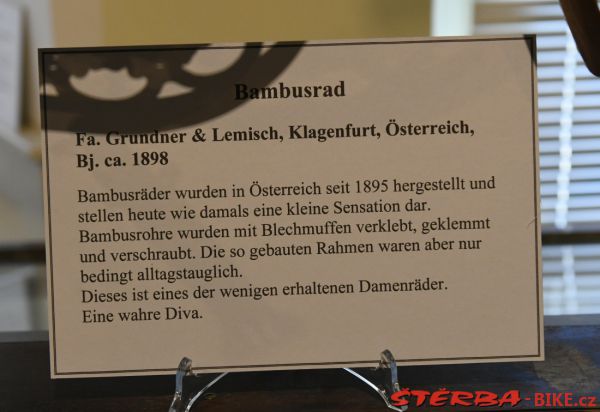 Bambusrad
Fa. Grundner & Lemisch, Klagenfurt, Österreich,
Bj. ca. 1898
Bambusräder wurden in Österreich seit 1895 hergestellt und
stellen heute wie damals eine kleine Sensation dar.
Bambusrohre wurden mit Blechmuffen verklebt, geklemmt
und verschraubt. Die so gebauten Rahmen waren aber nur
bedingt alltagstauglich.
Dieses ist eines der wenigen erhaltenen Damenräder.
Eine wahre Diva.
ŠTĚRBA-BIKE.cz